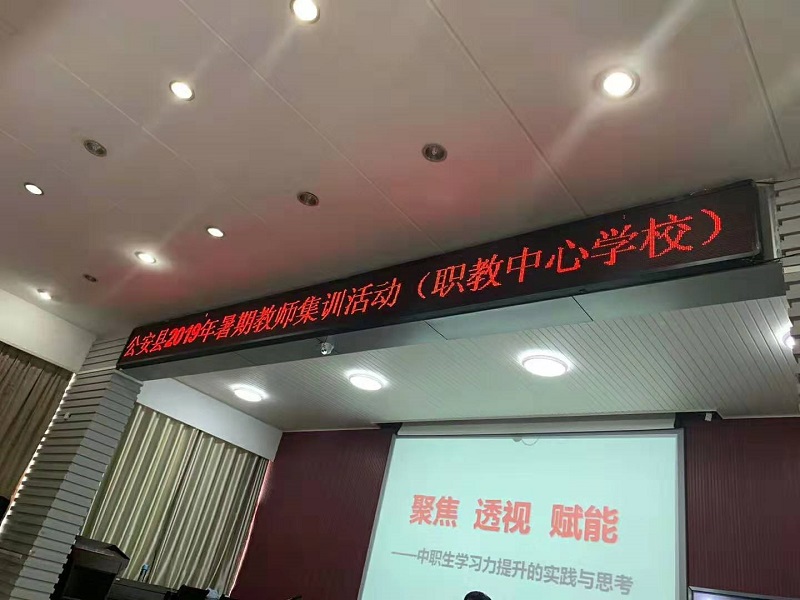 公安县2019年暑期教师集训活动（职教中心学校）
聚焦 透视 赋能
——中职生学习力提升的实践与思考